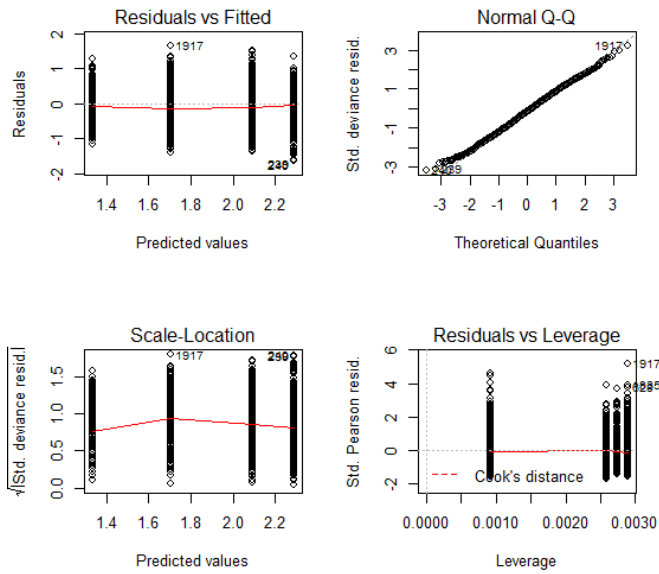 Residuals vs Fitted
Residuals
2
1
0
-1
-2
1917
1.4 1.6 1.8 2.0 2.2
Predicted values
Normal Q-Q
Std. deviance resid.
3
1
-1
-3
1917
-3 -2 -1 0 1 2 3
Theoretical Quantiles
Scale-Location
√|Std. deviance resid.|
1.5
1.0
0.5
0.0
1917
1.4 1.6 1.8 2.0 2.2
Predicted values
Residuals vs Leverage
Std. Pearson resid.
6
4
2
0
-2
1917
Cook's distance
0.0000 0.0010 0.0020 0.0030
Leverage